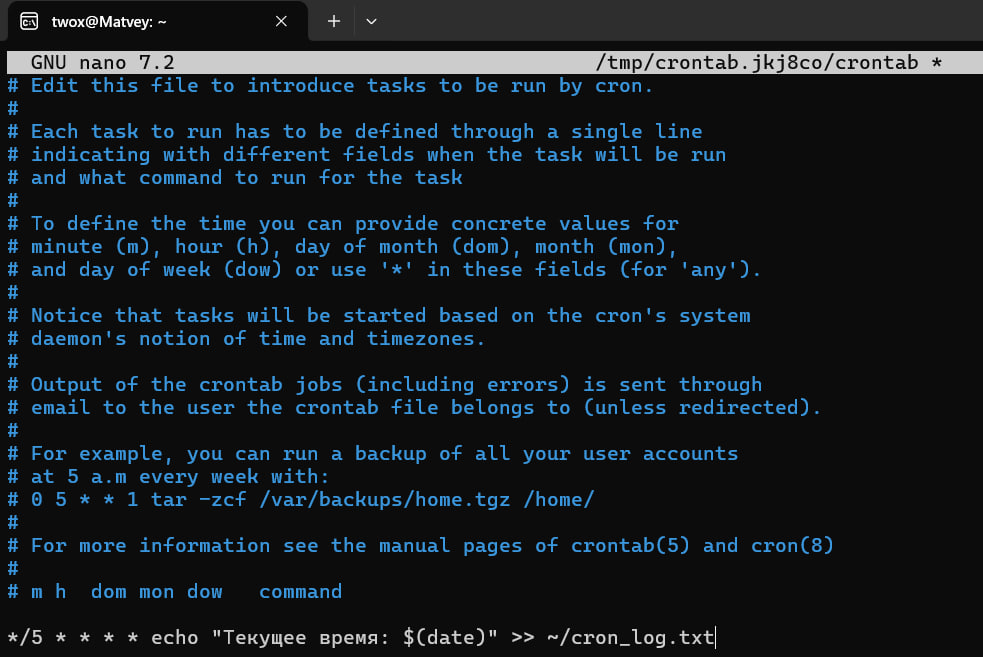 twox@Matvey: ~
GNU nano 7.2 /tmp/crontab.jkj8co/crontab *
# Edit this file to introduce tasks to be run by cron.
#
# Each task to run has to be defined through a single line
# indicating with different fields when the task will be run
# and what command to run for the task
#
# To define the time you can provide concrete values for
# minute (m), hour (h), day of month (dom), month (mon),
# and day of week (dow) or use '*' in these fields (for 'any').
#
# Notice that tasks will be started based on the cron's system
# daemon's notion of time and timezones.
#
# Output of the crontab jobs (including errors) is sent through
# email to the user the crontab file belongs to (unless redirected).
#
# For example, you can run a backup of all your user accounts
# at 5 a.m every week with:
# 0 5 * * 1 tar -zcf /var/backups/home.tgz /home/
#
# For more information see the manual pages of crontab(5) and cron(8)
#
# m h  dom mon dow   command
*/5 * * * * echo "Текущее время: $(date)" >> ~/cron_log.txt